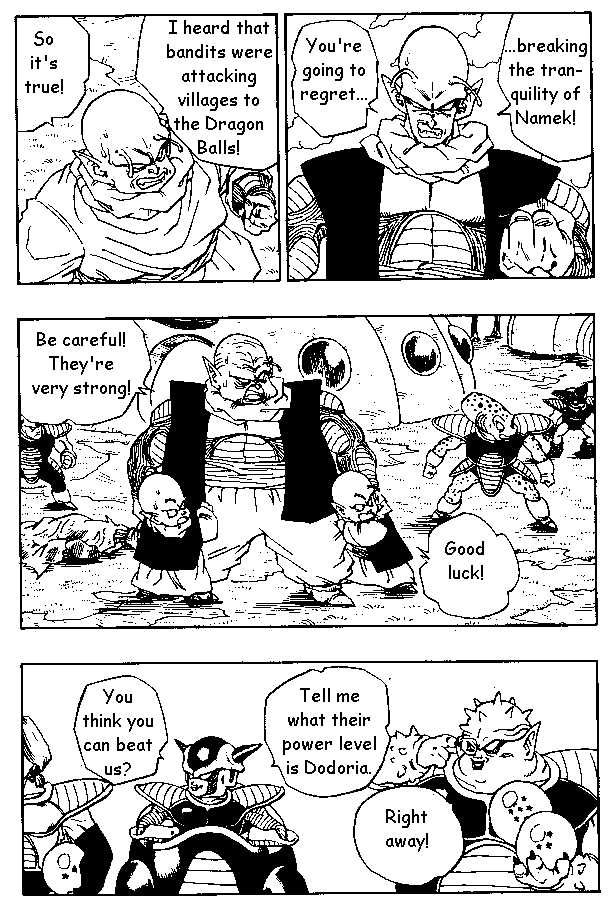 So
it's
true!
I heard that
bandits were
attacking
villages to
the Dragon
Balls!
You're
going to
regret...
...breaking
the tran-
quility of
Namek!
Be careful!
They're
very strong!
Good
luck!
You
think you
can beat
us?
Tell me
what their
power level
is Dodoria.
Right
away!